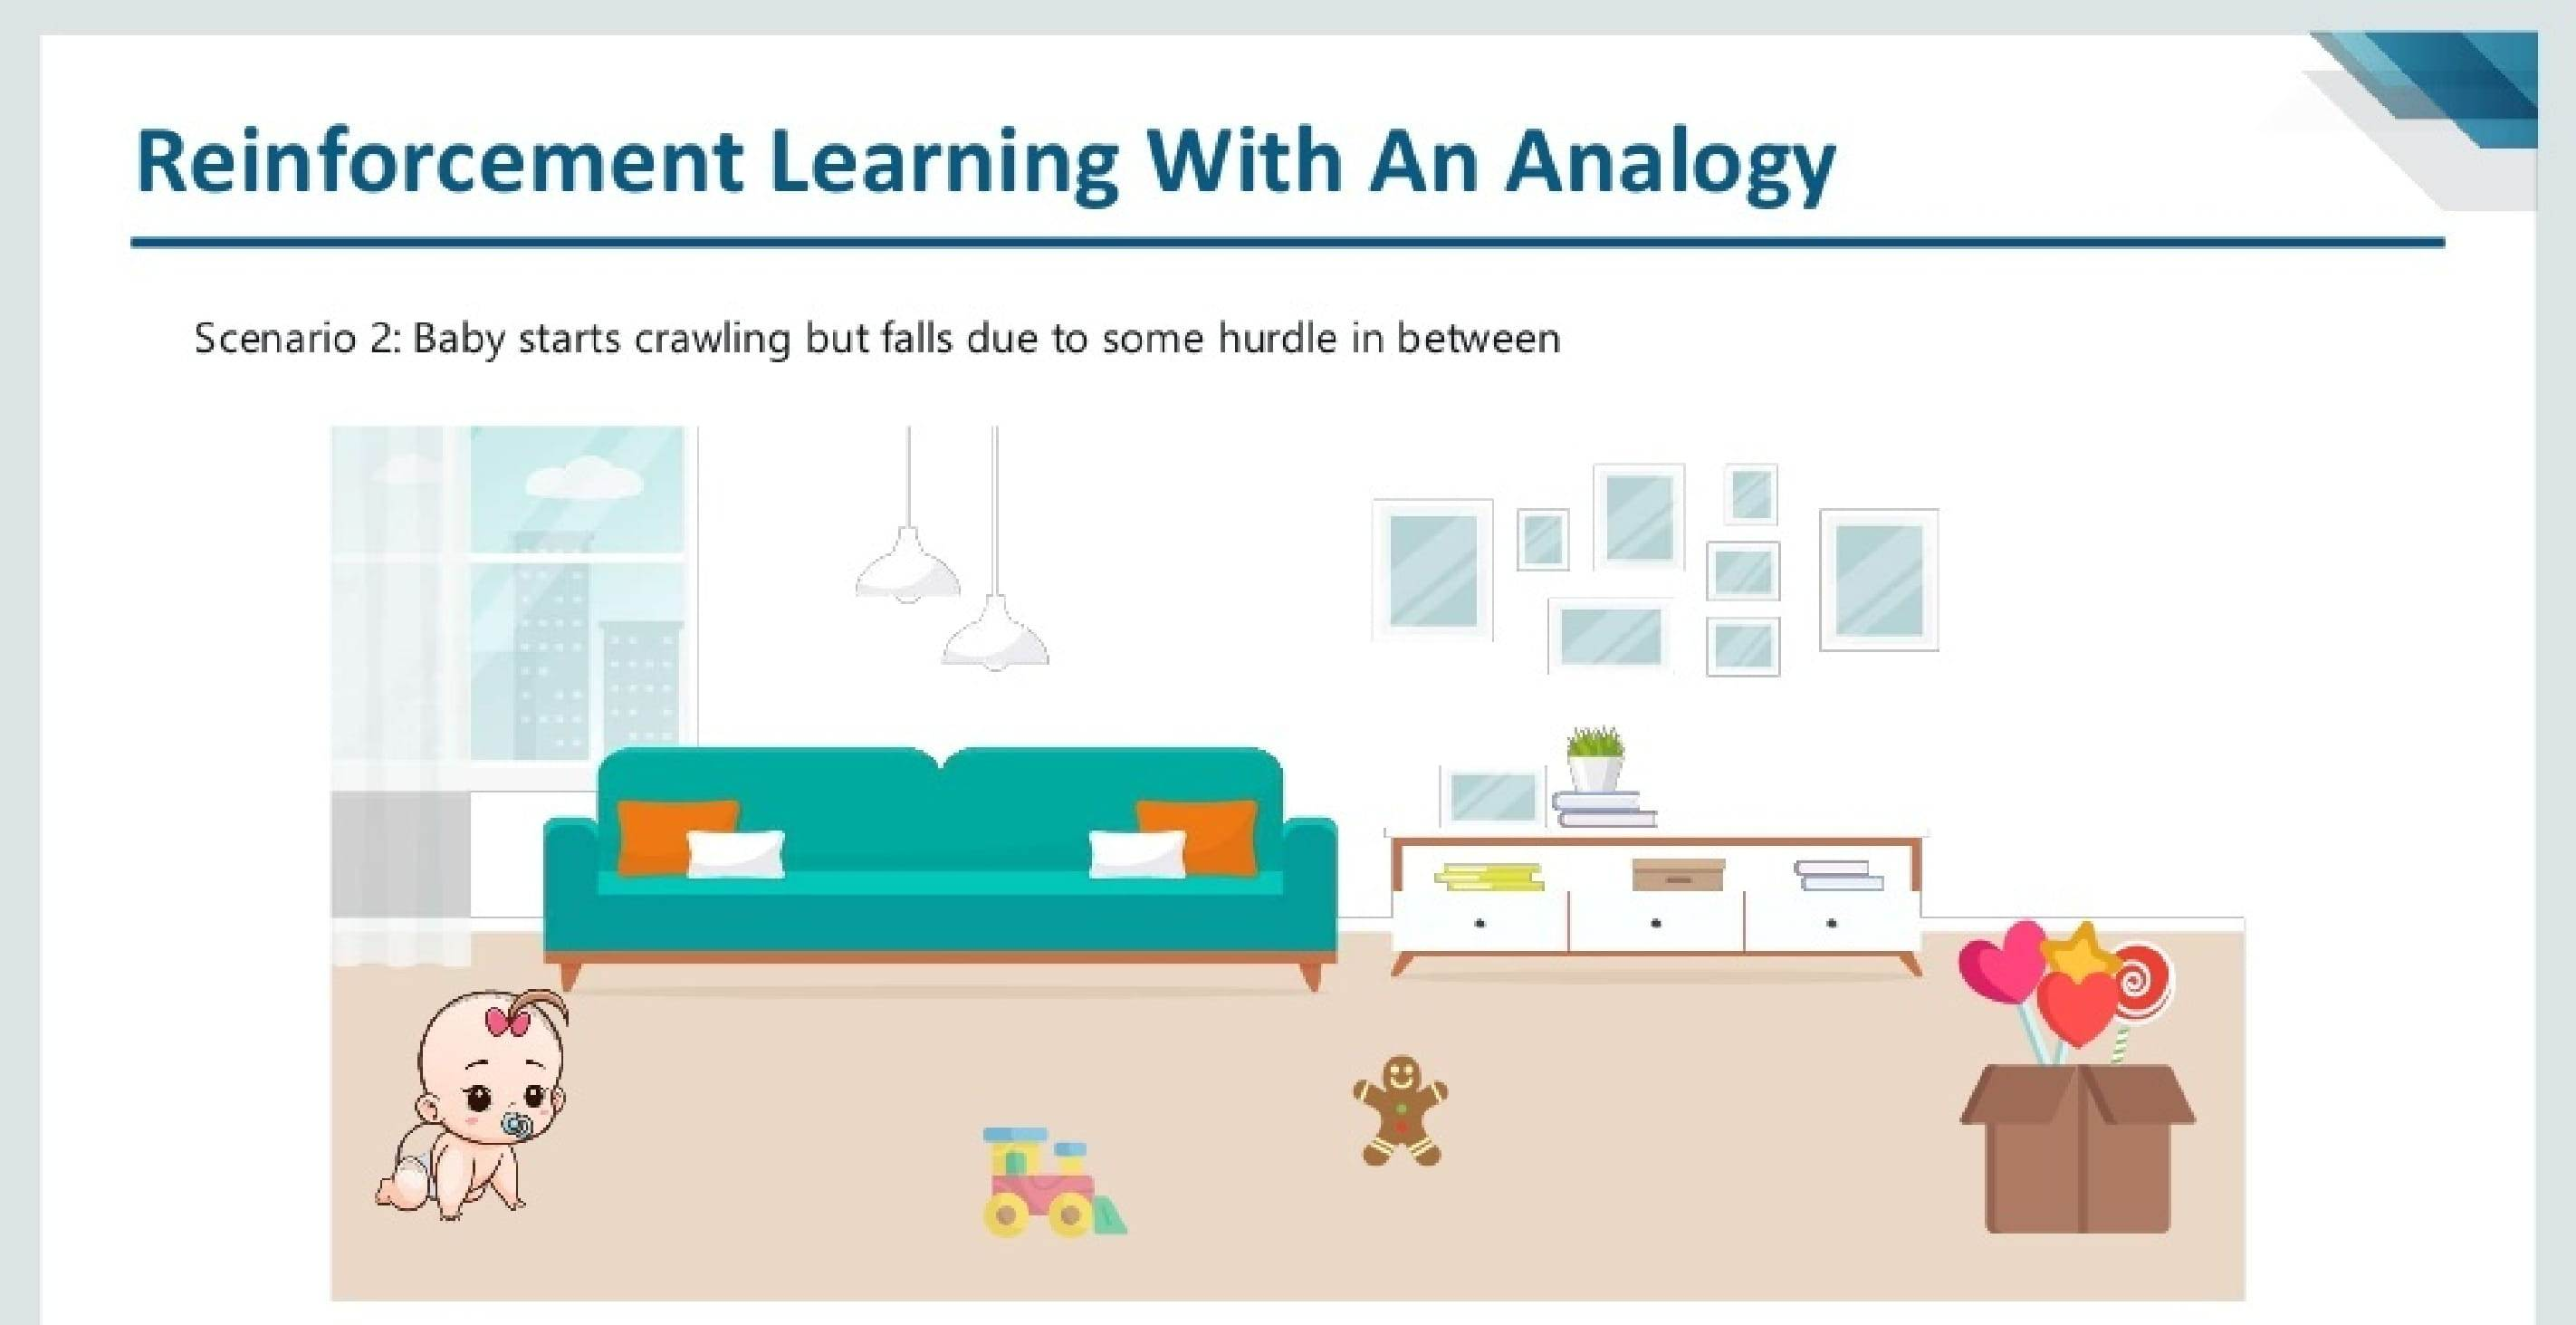 Reinforcement Learning With An Analogy
Scenario 2: Baby starts crawling but falls due to some hurdle in between